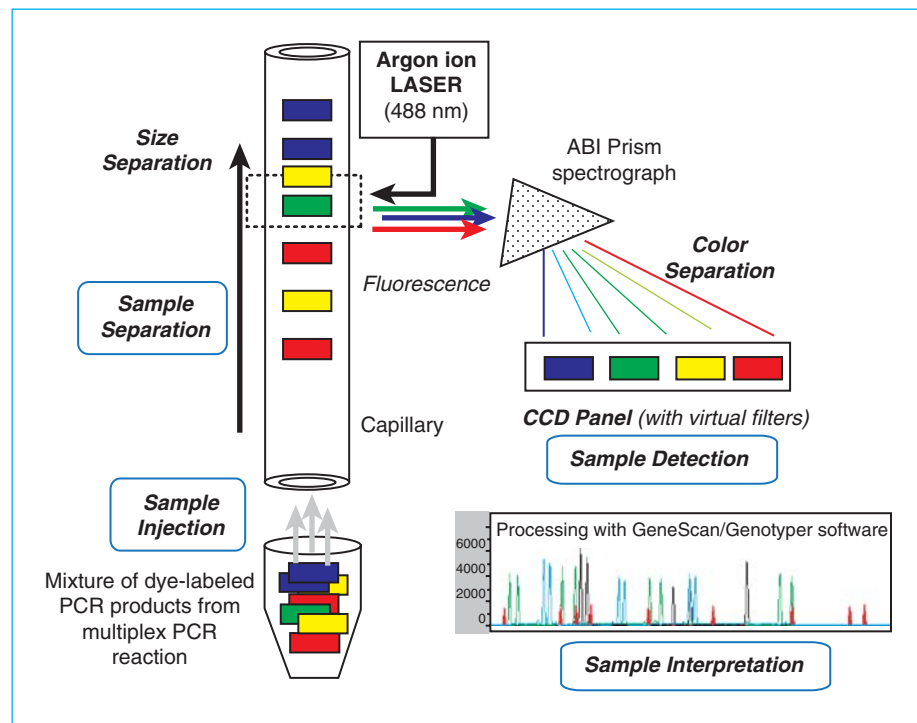 Argon ion
LASER
(488 nm)
Size
Separation
ABI Prism
spectrograph
Color
Separation
Fluorescence
Sample
Separation
Capillary
CCD Panel (with virtual filters)
Sample Detection
Sample
Injection
Mixture of dye-labeled
PCR products from
multiplex PCR
reaction
Processing with GeneScan/Genotyper software
6000
4000
2000
0
Sample Interpretation